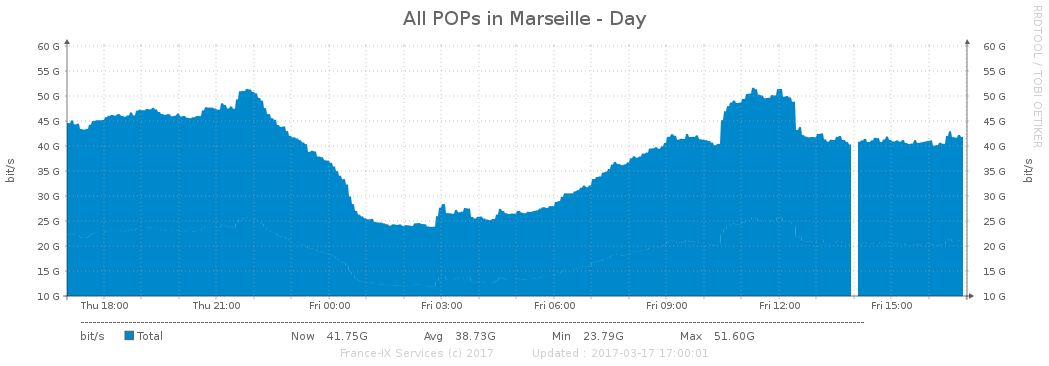 All POPs in Marseille - Day
RRDTOOL / TOBI OETIKER
60 G 60 G
55 G 55 G
50 G 50 G
45 G 45 G
40 G 40 G
35 G 35 G
30 G 30 G
25 G 25 G
20 G 20 G
15 G 15 G
10 G 10 G
bit/s
bit/s
Thu 18:00 Thu 21:00 Fri 00:00 Fri 03:00 Fri 06:00 Fri 09:00 Fri 12:00 Fri 15:00
bit/s Total Now 41.75G Avg 38.73G Min 23.79G Max 51.60G
France-IX Services (c) 2017 Updated : 2017-03-17 17:00:01